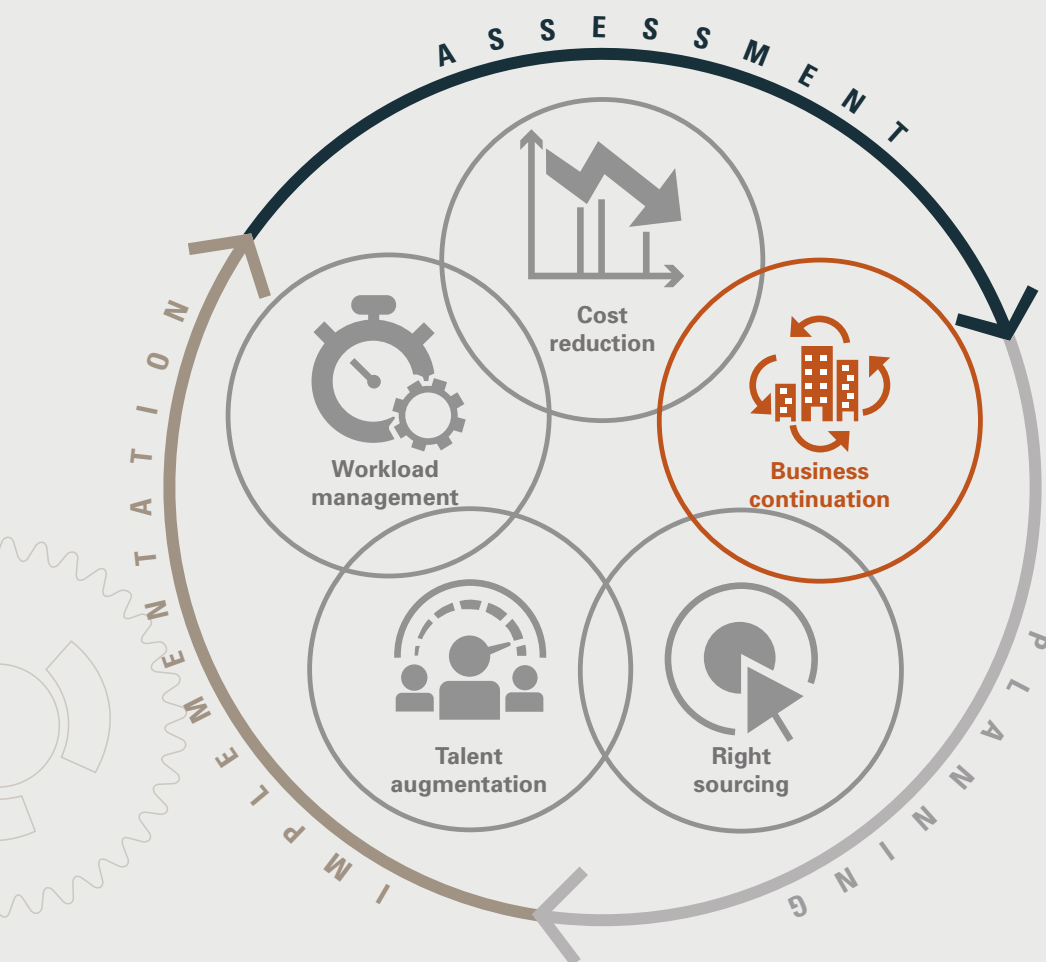 ASSESSMENT
Cost
reduction
Workload
management
Business
continuation
Talent
augmentation
Right
sourcing
PLANNING
IMPLEMENTATION